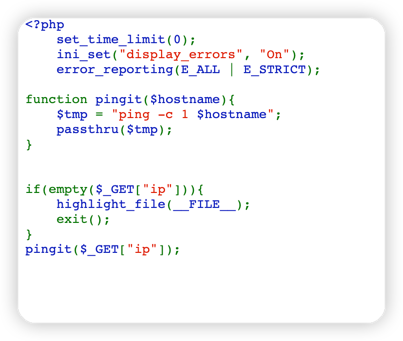 <?php
    set_time_limit(0);
    ini_set("display_errors", "On");
    error_reporting(E_ALL | E_STRICT);

function pingit($hostname){
    $tmp = "ping -c 1 $hostname";
    passthru($tmp);
}


if(empty($_GET["ip"])){
    highlight_file(__FILE__);
    exit();
}
pingit($_GET["ip"]);